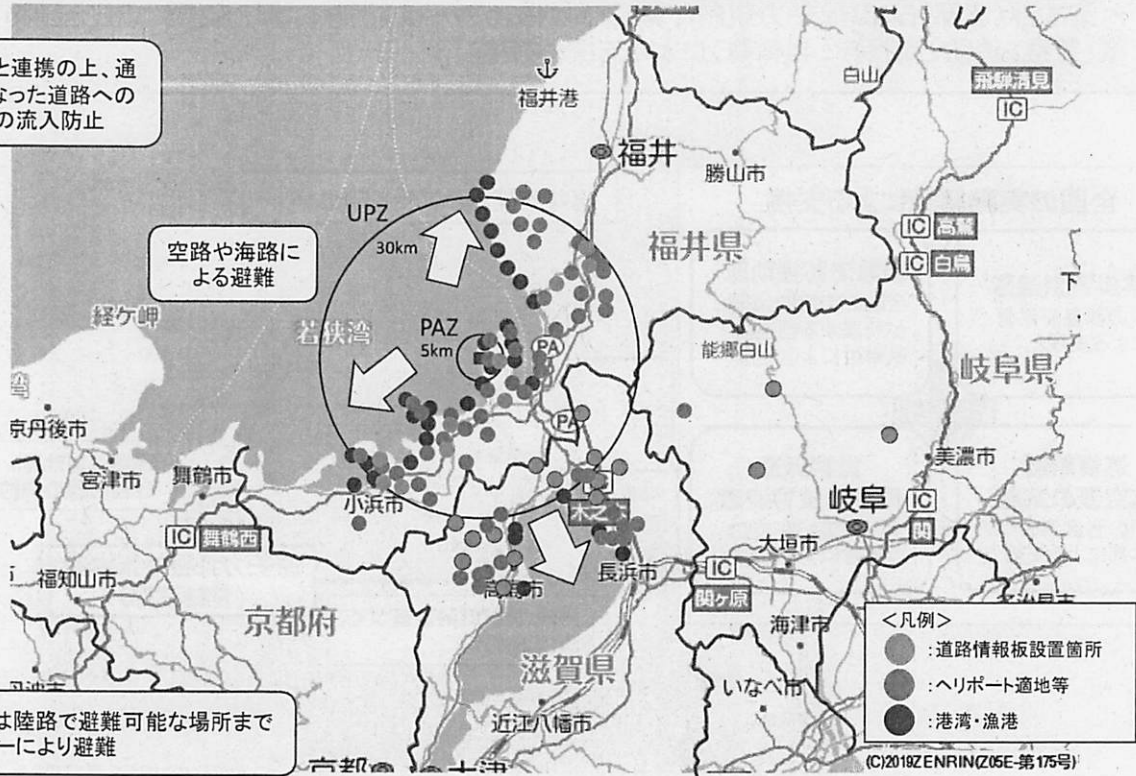 と連携の上、通
なった道路への
の流入防止
福井港
白山
飛騨清見
IC
福井
勝山市
UPZ
30km
空路や海路に
よる避難
福井県
IC 高鷲
IC 白鳥
下
経ケ岬
若狭湾
PAZ
5km
PA
能郷白山
岐阜県
湾
PA
京丹後市
宮津市
舞鶴市
小浜市
美濃市
木之
岐阜
IC
関
IC 舞鶴西
大垣市
長浜市
IC
関ヶ原
福知山市
京都府
海津市
滋賀県
いなべ市
近江八幡市
は陸路で避難可能な場所まで
ーにより避難
京都
大津
<凡例>
:道路情報板設置箇所
:ヘリポート適地等
:港湾・漁港
(C)2019ZENRIN(Z05E-第175号)